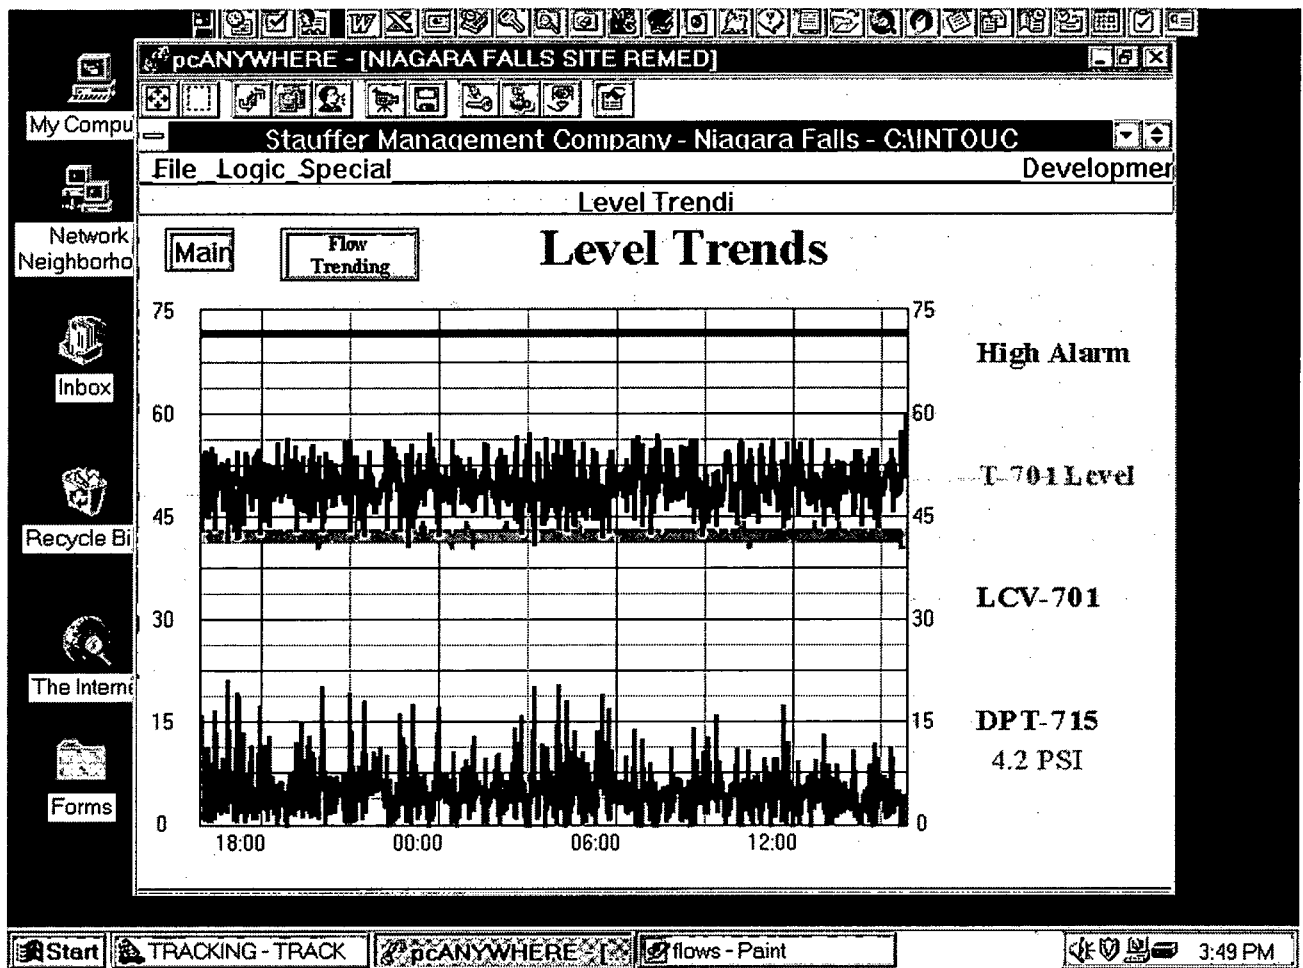 pcANYWHERE - [NIAGARA FALLS SITE REMED]
My Compu
Stauffer Management Company - Niagara Falls - C:\INTOUC
File Logic Special Developmer
Level Trendi
Network
Neighborho
Main
Flow
Trending
Level Trends
75 75
High Alarm
Inbox
60 60
T-701 Level
45 45
Recycle Bi
LCV-701
30 30
The Interne
15 15
DPT-715
4.2 PSI
Forms
0 0
18:00 00:00 06:00 12:00
Start TRACKING - TRACK pcANYWHERE - [ flows - Paint 3:49 PM